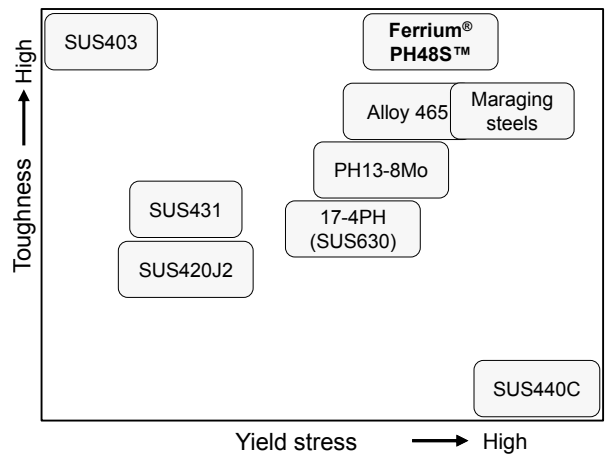 SUS403
Ferrium®
PH48S™
Alloy 465
Maraging
steels
PH13-8Mo
SUS431
17-4PH
(SUS630)
SUS420J2
SUS440C
Toughness → High
Yield stress → High